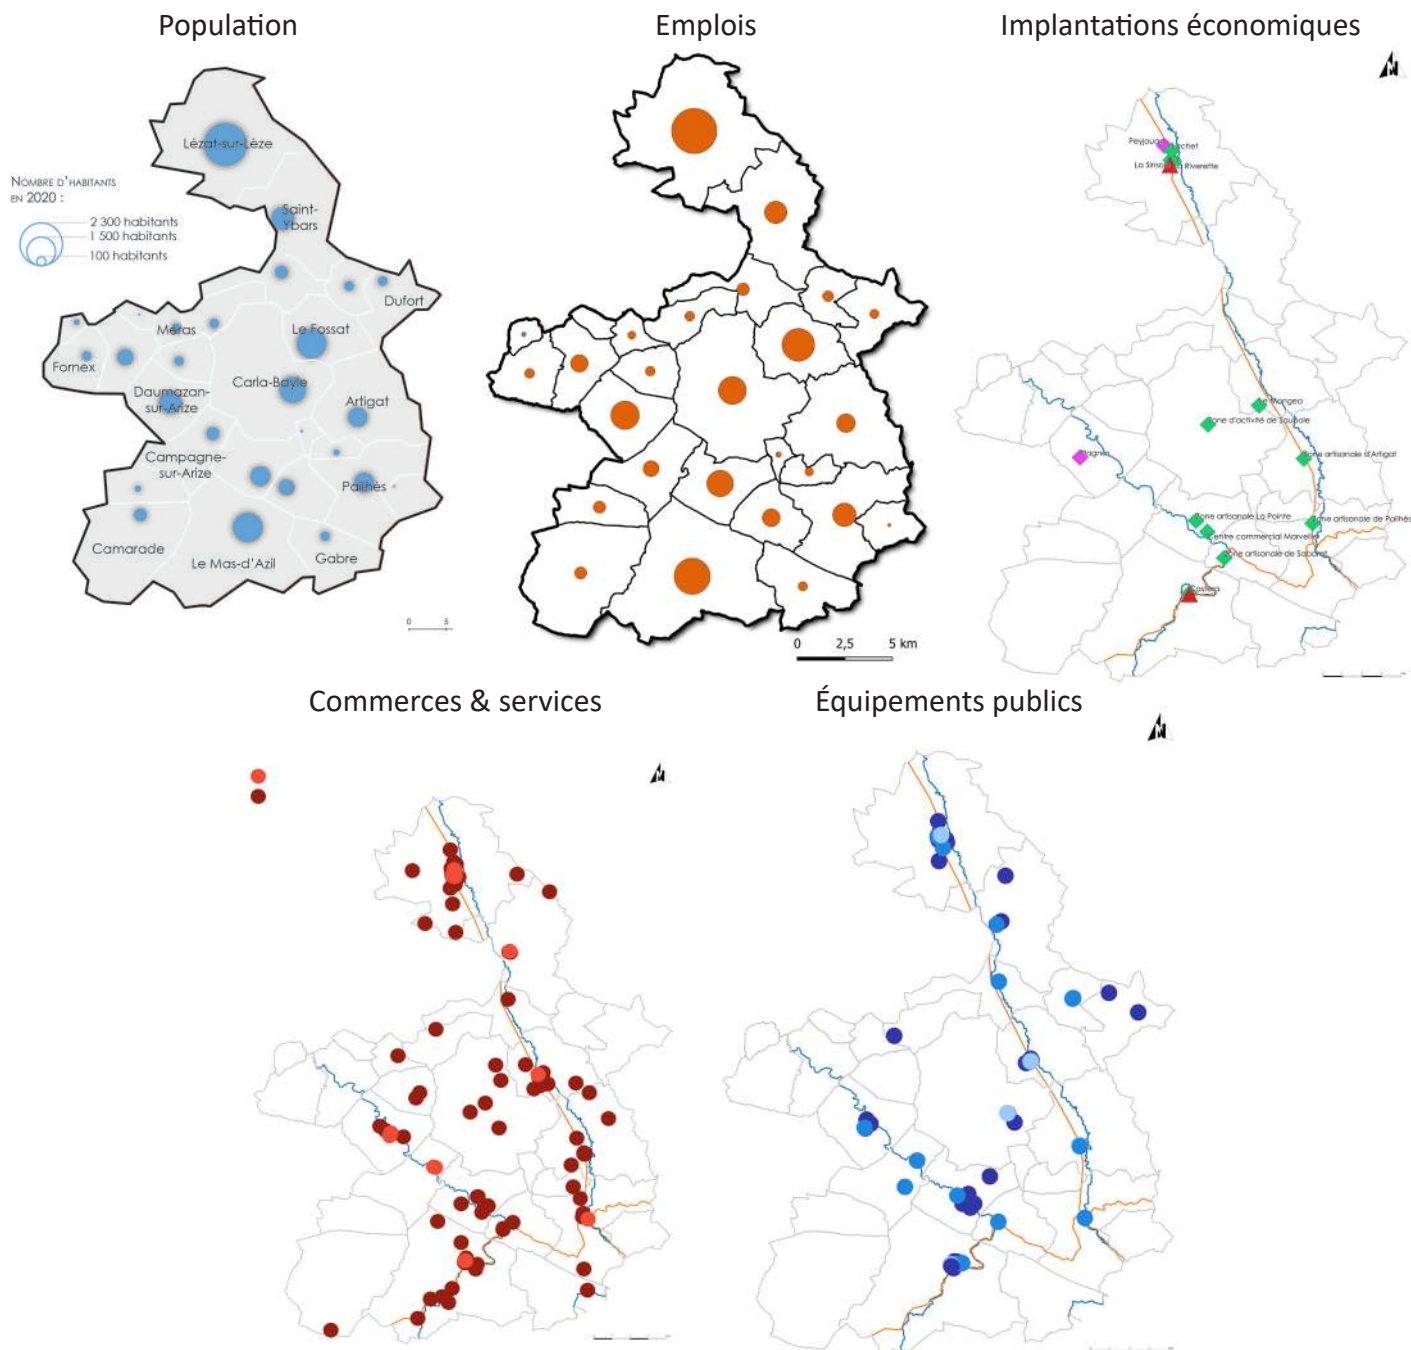 Population
Emplois
Implantations économiques
Lézat-sur-Lèze
NOMBRE D'HABITANTS
EN 2020 :
2 300 habitants
1 500 habitants
100 habitants
Saint-
Ybars
Dufort
Méras
Le Fossat
Fornex
Carla-Bayle
Daumazan-
sur-Arize
Artigat
Campagne-
sur-Arize
Pailhès
Camarade
Le Mas-d'Azil
Gabre
0 5
0 2,5 5 km
Zone d'activité de
Zone artisanale d'Artigat
Zone artisanale La Pointe
Zone artisanale de Pailhès
Centre commercial
Zone artisanale de Sabarat
Commerces & services
Équipements publics